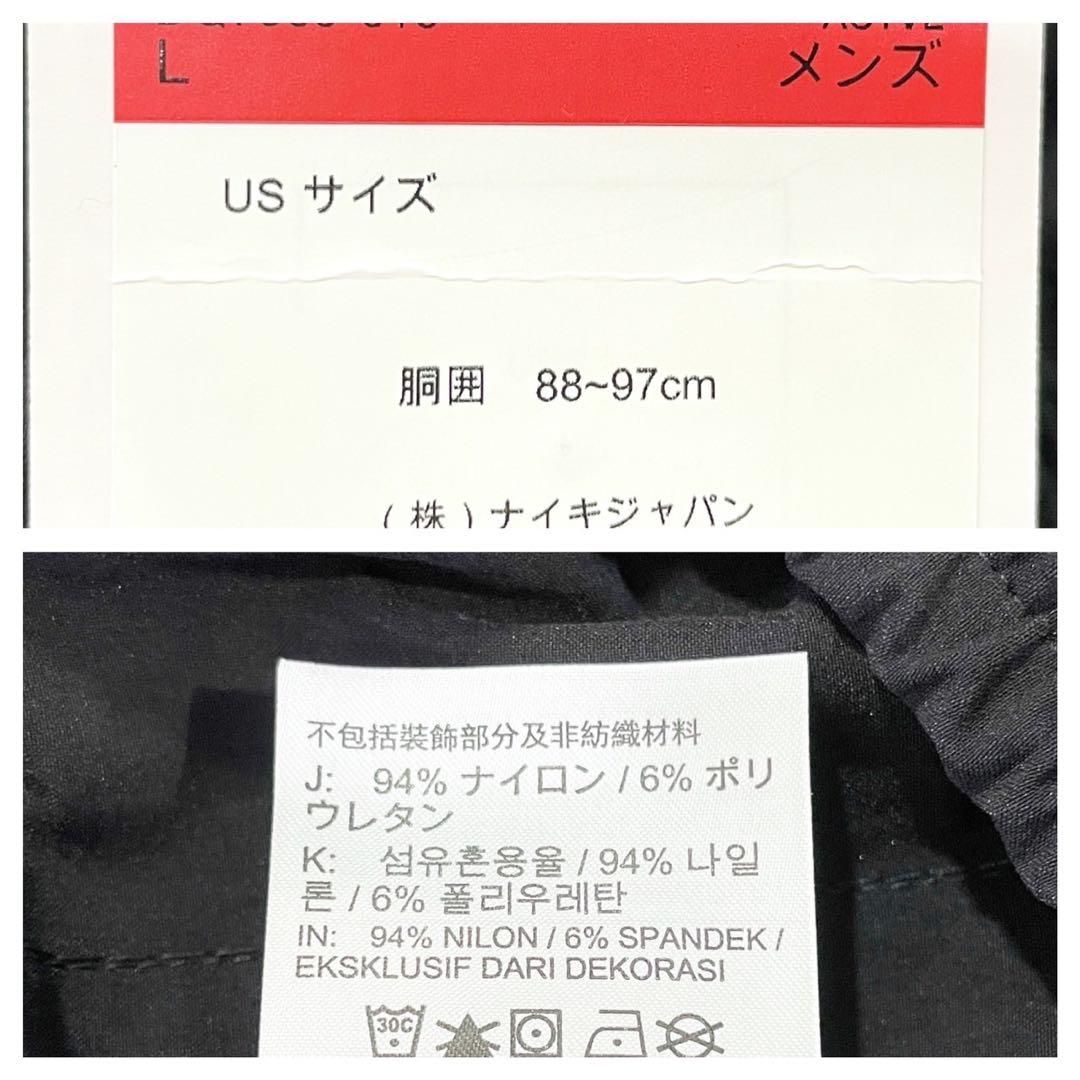 L
メンズ
US サイズ
胴囲 88~97cm
(株)ナイキジャパン
不包括裝飾部分及非紡織材料
J: 94% ナイロン / 6% ポリ
ウレタン
K: 섬유혼용율 / 94% 나일
론 / 6% 폴리우레탄
IN: 94% NILON / 6% SPANDEK /
EKSKLUSIF DARI DEKORASI
30C